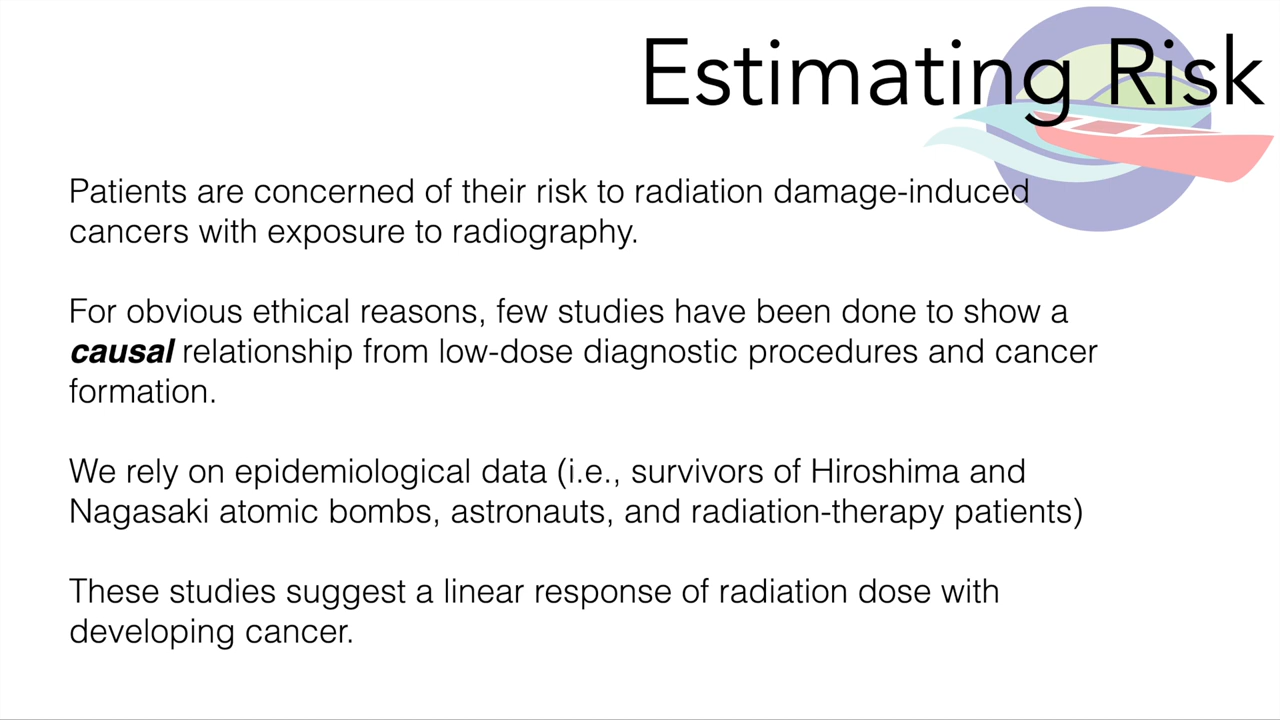 Estimating Risk
Patients are concerned of their risk to radiation damage-induced
cancers with exposure to radiography.
For obvious ethical reasons, few studies have been done to show a
causal relationship from low-dose diagnostic procedures and cancer
formation.
We rely on epidemiological data (i.e., survivors of Hiroshima and
Nagasaki atomic bombs, astronauts, and radiation-therapy patients)
These studies suggest a linear response of radiation dose with
developing cancer.